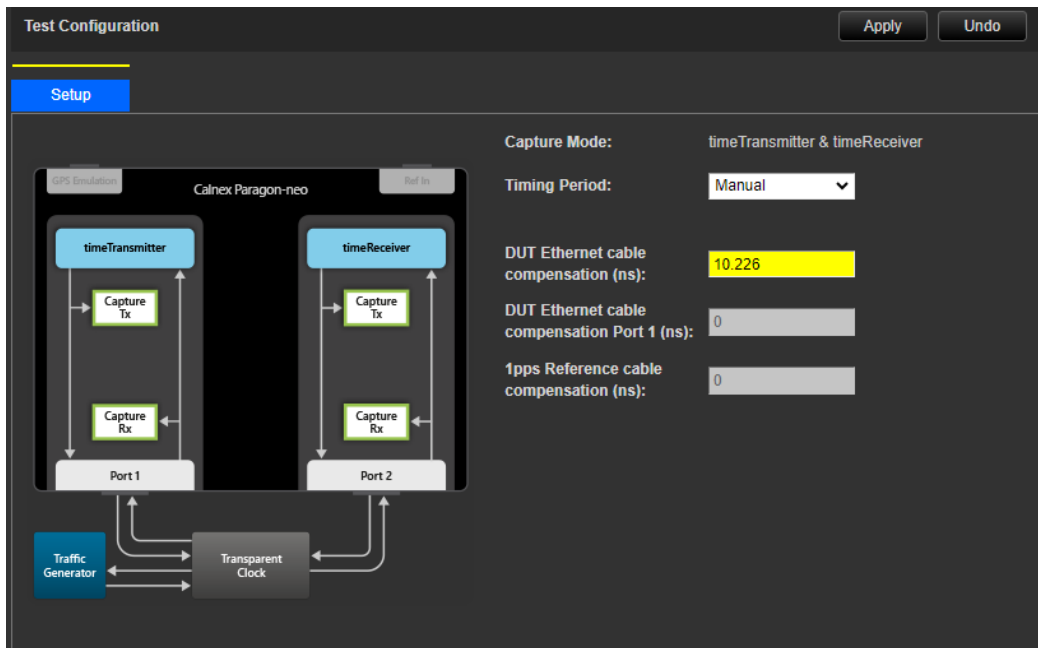 Test Configuration
Apply
Undo
Setup
Capture Mode:
timeTransmitter & timeReceiver
Timing Period:
Manual
DUT Ethernet cable
compensation (ns):
10.226
DUT Ethernet cable
compensation Port 1 (ns):
0
1pps Reference cable
compensation (ns):
0
GPS Emulation
Calnex Paragon-neo
Ref In
timeTransmitter
timeReceiver
Capture
Tx
Capture
Tx
Capture
Rx
Capture
Rx
Port 1
Port 2
Traffic
Generator
Transparent
Clock